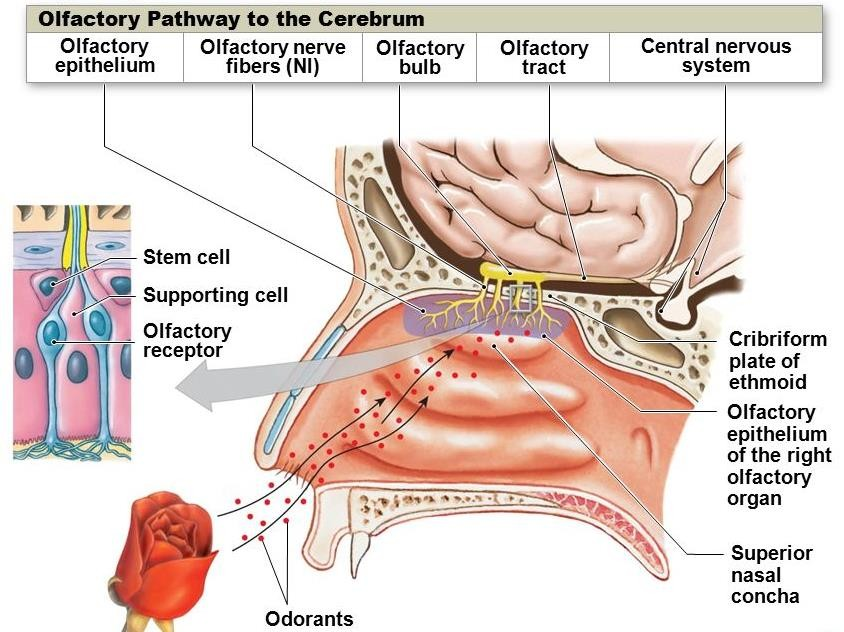 Olfactory Pathway to the Cerebrum
Olfactory
epithelium
Olfactory nerve
fibers (NI)
Olfactory
bulb
Olfactory
tract
Central nervous
system
Stem cell
Supporting cell
Olfactory
receptor
Cribriform
plate of
ethmoid
Olfactory
epithelium
of the right
olfactory
organ
Superior
nasal
concha
Odorants